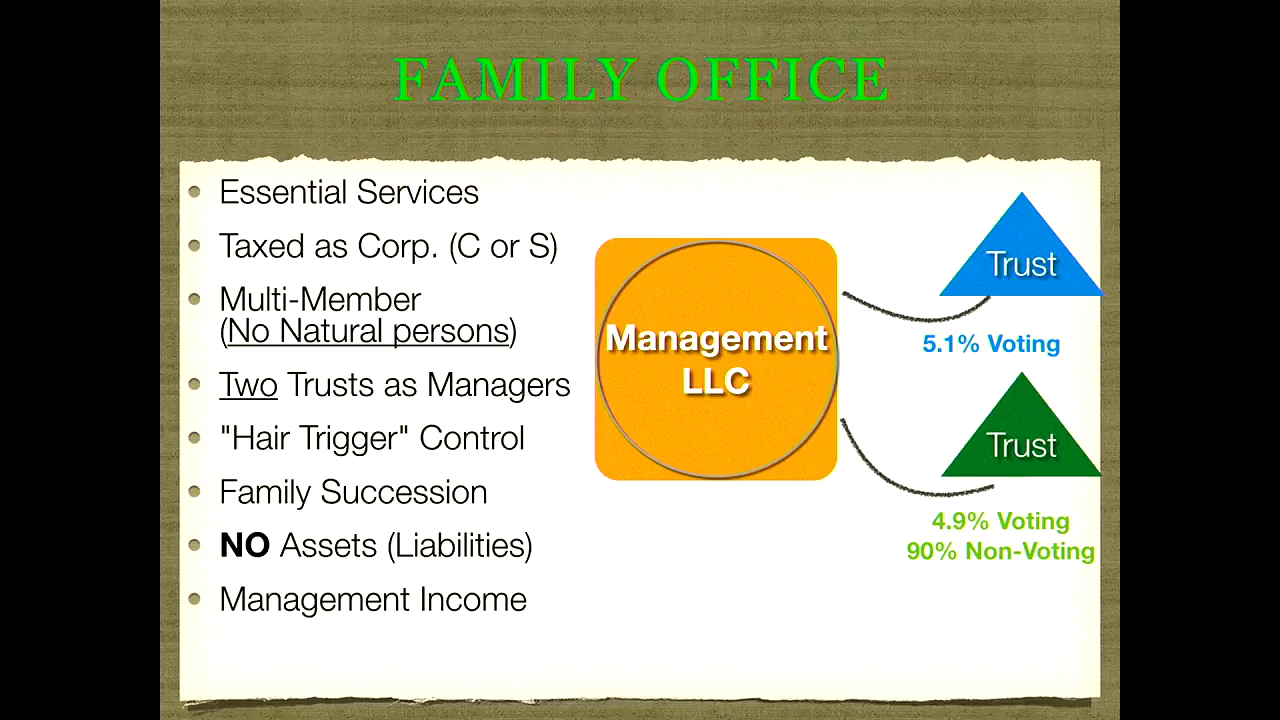 FAMILY OFFICE
Essential Services
Taxed as Corp. (C or S)
Multi-Member
(No Natural persons)
Two Trusts as Managers
"Hair Trigger" Control
Family Succession
NO Assets (Liabilities)
Management Income
Management
LLC
Trust
5.1% Voting
Trust
4.9% Voting
90% Non-Voting